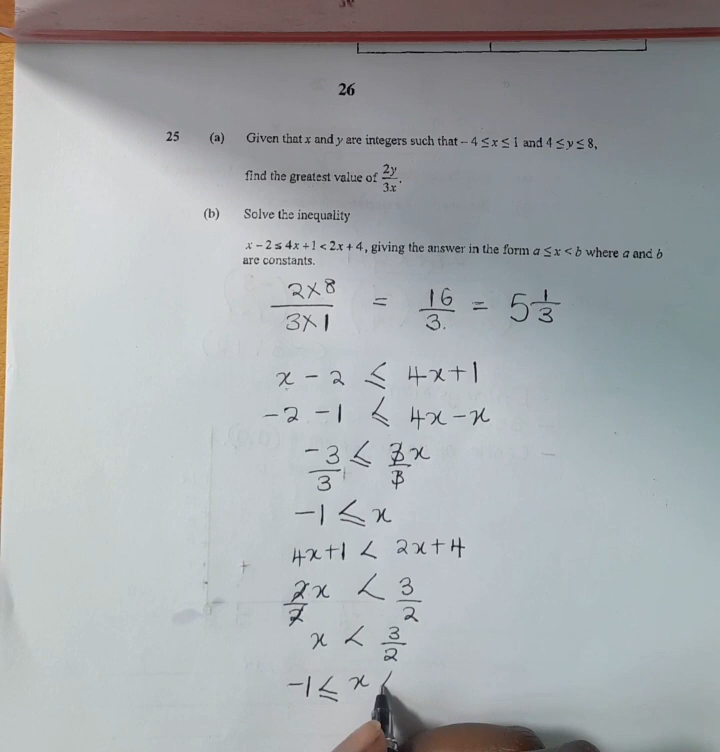 26
25 (a) Given that x and y are integers such that – 4 ≤ x ≤ 1 and 4 ≤ y ≤ 8,
find the greatest value of 2y/3x.
(b) Solve the inequality
x – 2 ≤ 4x + 1 < 2x + 4, giving the answer in the form a ≤ x < b where a and b
are constants.
2×8/3×1 = 16/3. = 5 1/3
x - 2 ≤ 4x+1
-2 - 1 ≤ 4x - x
-3/3 ≤ 3x/3
-1 ≤ x
4x+1 < 2x+4
2x/2 < 3/2
x < 3/2
-1 ≤ x <